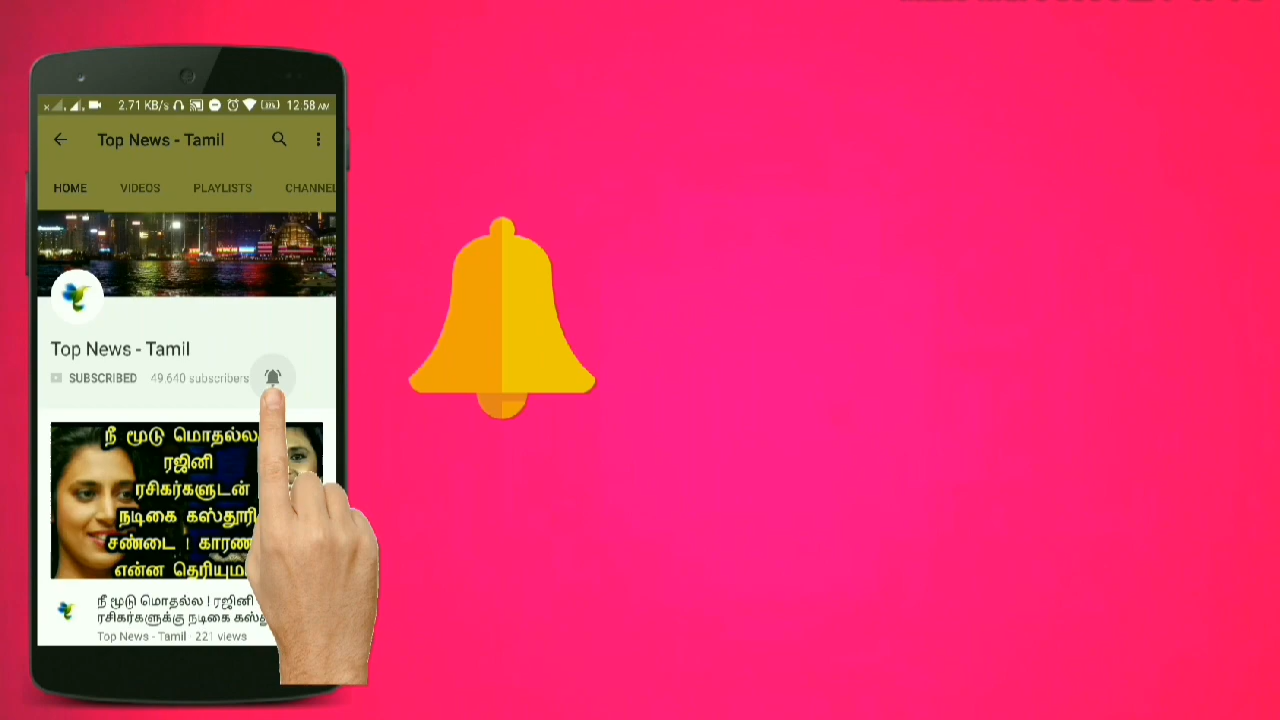 2.71 KB/s 12.58 AM
Top News - Tamil
HOME VIDEOS PLAYLISTS CHANNEL
Top News - Tamil
SUBSCRIBED 49,640 subscribers
நீ மூடு மொதல்ல
ரஜினி
ரசிகர்களுடன்
நடிகை கஸ்தூரி
சண்டை ! காரண
என்ன தெரியும
நீ மூடு மொதல்ல ! ரஜினி
ரசிகர்களுக்கு நடிகை கஸ்
Top News - Tamil · 221 views